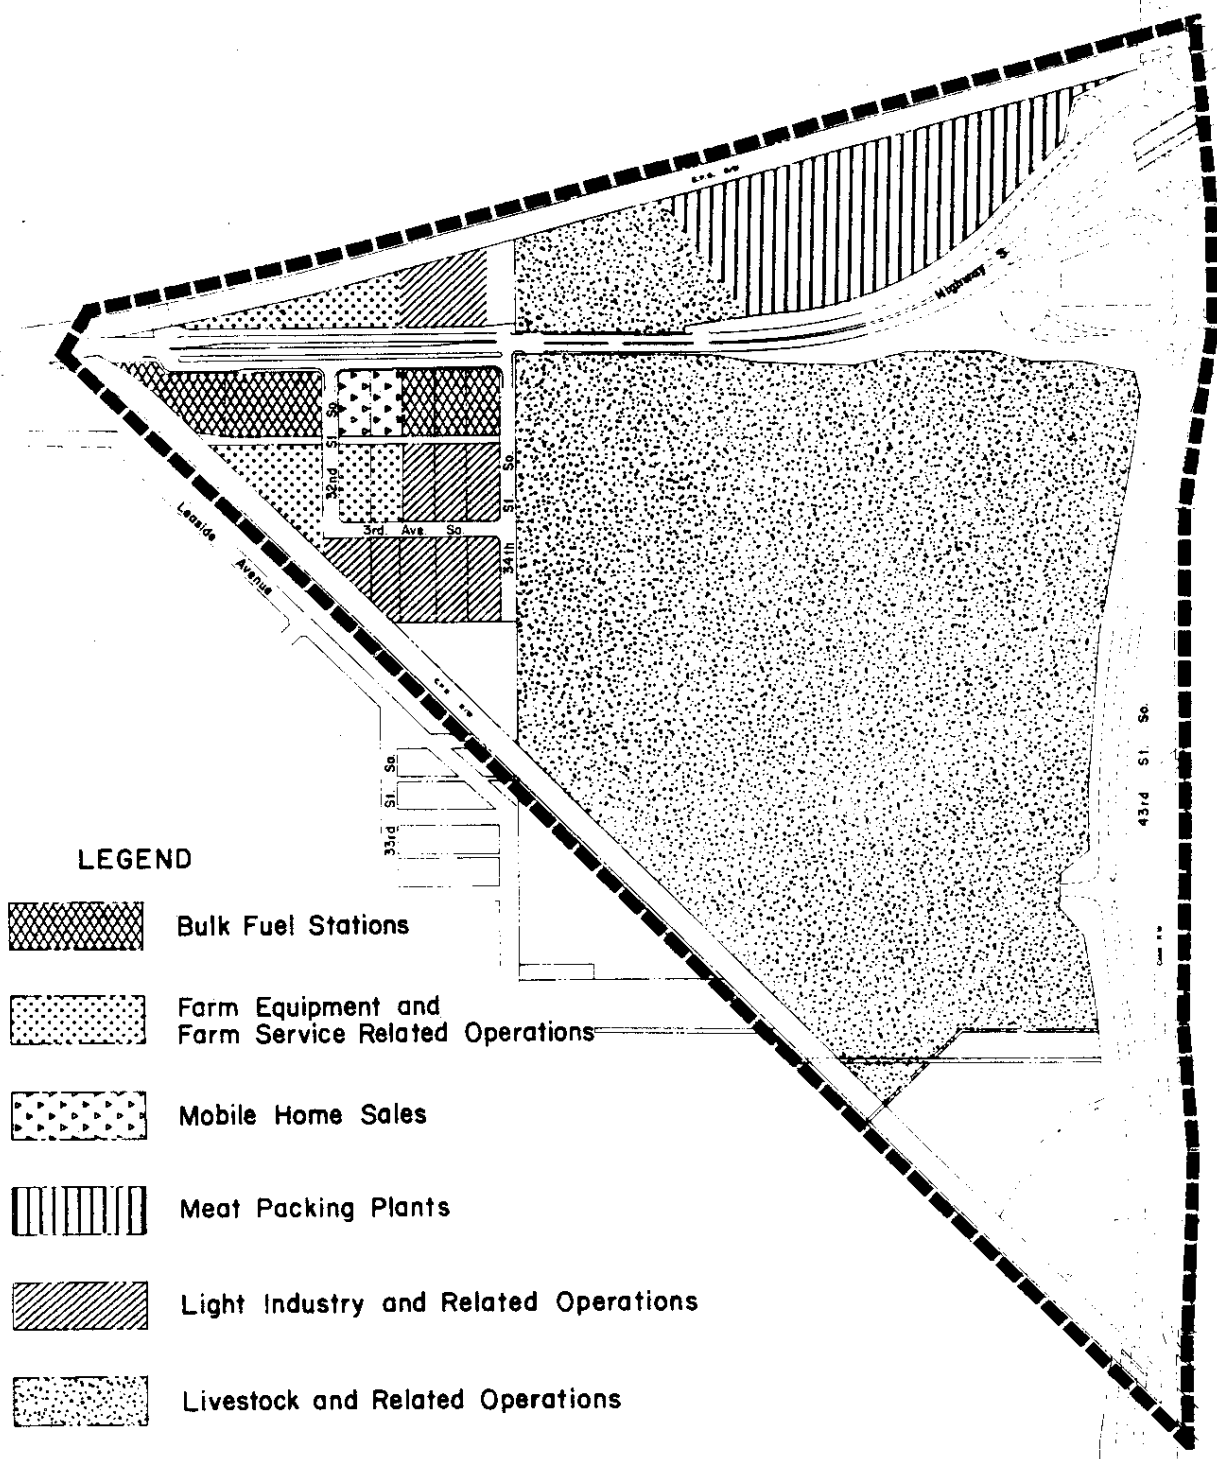 C.P.R. R/W
Highway 3
32nd St. So.
34th St. So.
3rd. Ave. So.
Leaside Avenue
C.P.R. R/W
33rd St. So.
43rd St. So.
LEGEND
Bulk Fuel Stations
Farm Equipment and
Farm Service Related Operations
Mobile Home Sales
Meat Packing Plants
Light Industry and Related Operations
Livestock and Related Operations